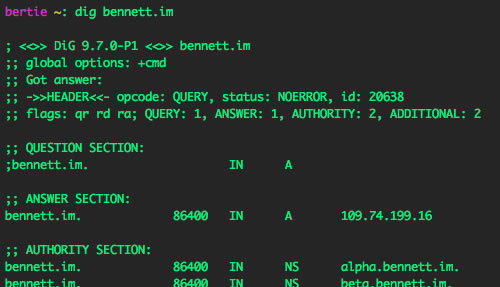 bertie ~: dig bennett.im
; <<>> DiG 9.7.0-P1 <<>> bennett.im
;; global options: +cmd
;; Got answer:
;; ->>HEADER<<- opcode: QUERY, status: NOERROR, id: 20638
;; flags: qr rd ra; QUERY: 1, ANSWER: 1, AUTHORITY: 2, ADDITIONAL: 2
;; QUESTION SECTION:
;bennett.im. IN A
;; ANSWER SECTION:
bennett.im. 86400 IN A 109.74.199.16
;; AUTHORITY SECTION:
bennett.im. 86400 IN NS alpha.bennett.im.
bennett.im. 86400 IN NS beta.bennett.im.